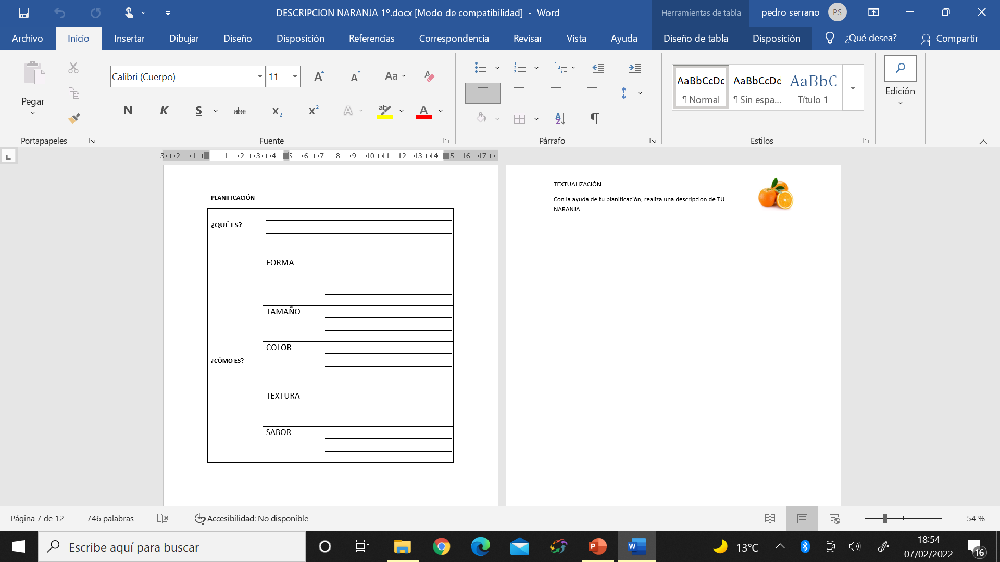 DESCRIPCION NARANJA 1º.docx [Modo de compatibilidad] - Word
Herramientas de tabla
pedro serrano
PS
Archivo
Inicio
Insertar
Dibujar
Diseño
Disposición
Referencias
Correspondencia
Revisar
Vista
Ayuda
Diseño de tabla
Disposición
¿Qué desea?
Compartir
Pegar
Portapapeles
Calibri (Cuerpo)
11
Aa
N K S abc X₂ X² A ab A
Fuente
Párrafo
AaBbCcDc
¶ Normal
AaBbCcDc
¶ Sin espa...
AaBbC
Título 1
Estilos
Edición
3 2 1 1 2 3 4 5 6 7 8 9 10 11 12 13 14 15 16 17
PLANIFICACIÓN
¿QUÉ ES?
¿CÓMO ES?
FORMA
TAMAÑO
COLOR
TEXTURA
SABOR
TEXTUALIZACIÓN.
Con la ayuda de tu planificación, realiza una descripción de TU
NARANJA
Página 7 de 12
746 palabras
Accesibilidad: No disponible
54 %
Escribe aquí para buscar
13°C
18:54
07/02/2022
16